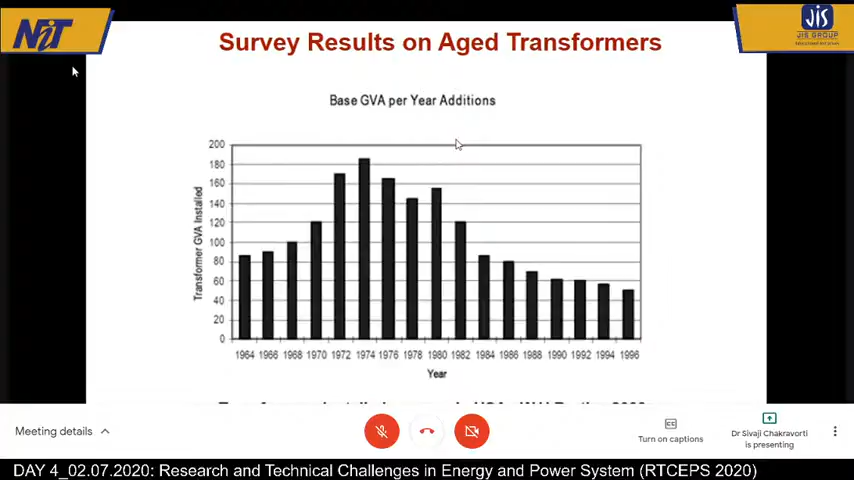 NiT
JIS
JIS GROUP
Survey Results on Aged Transformers
Base GVA per Year Additions
Transformer GVA Installed
200
180
160
140
120
100
80
60
40
20
0
1964 1966 1968 1970 1972 1974 1976 1978 1980 1982 1984 1986 1988 1990 1992 1994 1996
Year
Meeting details
Turn on captions
Dr Sivaji Chakravorti
is presenting
DAY 4_02.07.2020: Research and Technical Challenges in Energy and Power System (RTCEPS 2020)